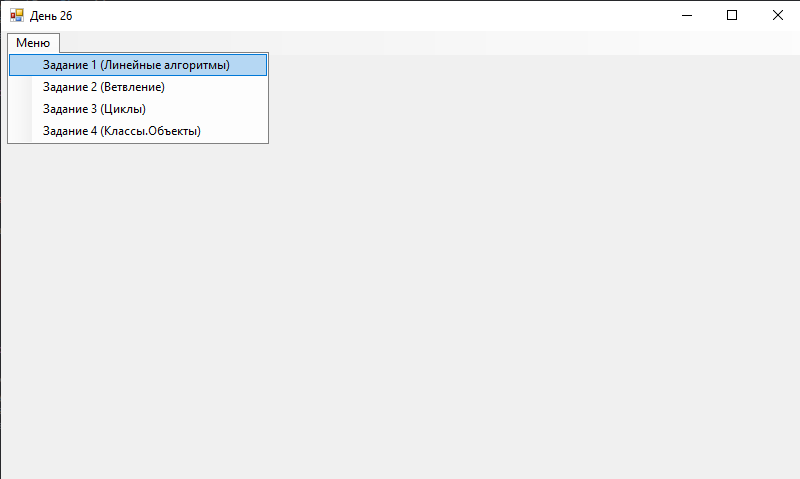 День 26
Меню
Задание 1 (Линейные алгоритмы)
Задание 2 (Ветвление)
Задание 3 (Циклы)
Задание 4 (Классы.Объекты)